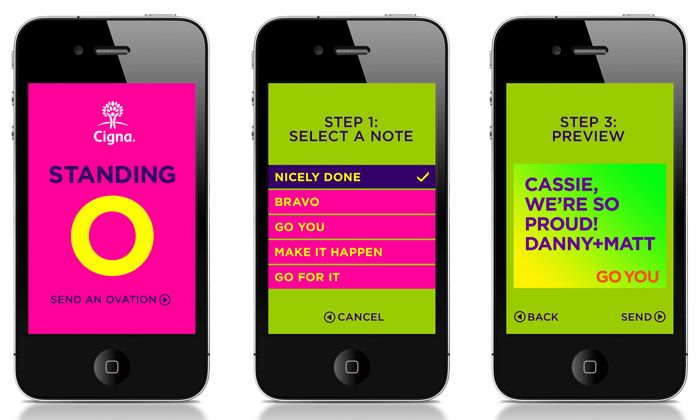 Cigna.
STANDING
SEND AN OVATION
STEP 1:
SELECT A NOTE
NICELY DONE
BRAVO
GO YOU
MAKE IT HAPPEN
GO FOR IT
CANCEL
STEP 3:
PREVIEW
CASSIE,
WE'RE SO
PROUD!
DANNY+MATT
GO YOU
BACK
SEND